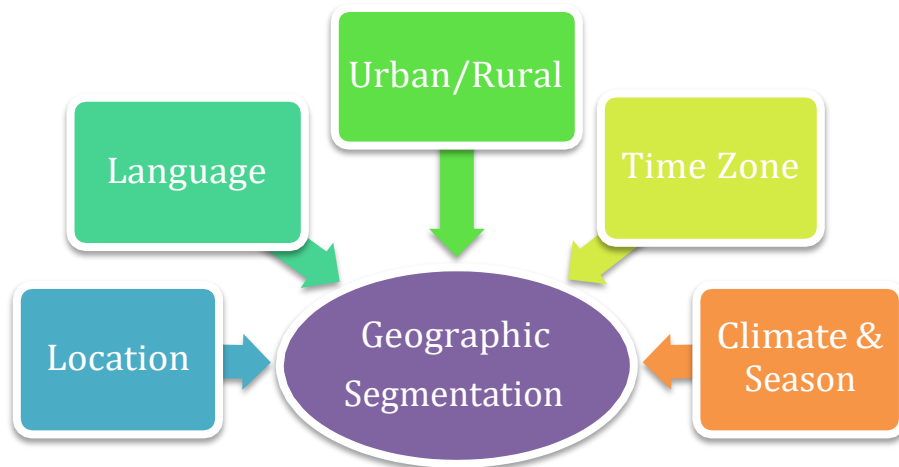 Urban/Rural
Language
Time Zone
Location
Geographic
Segmentation
Climate &
Season